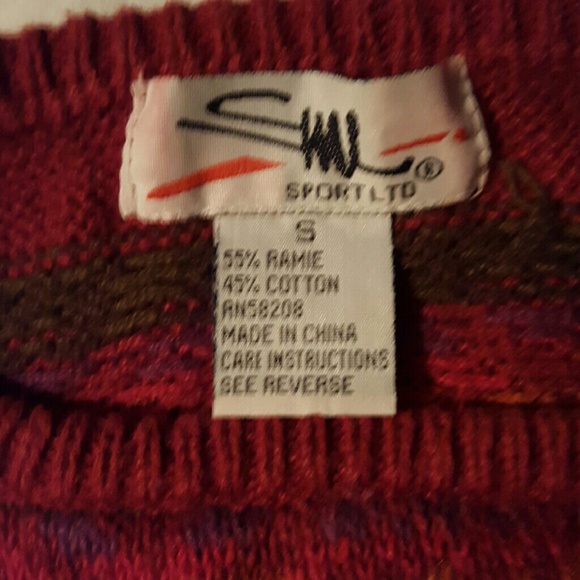 SML ®
SPORT LTD
S
55% RAMIE
45% COTTON
RN58208
MADE IN CHINA
CARE INSTRUCTIONS
SEE REVERSE